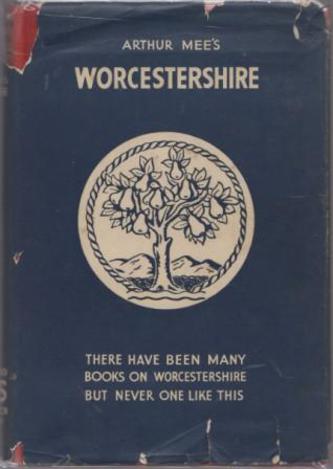 ARTHUR MEE'S
WORCESTERSHIRE
THERE HAVE BEEN MANY
BOOKS ON WORCESTERSHIRE
BUT NEVER ONE LIKE THIS